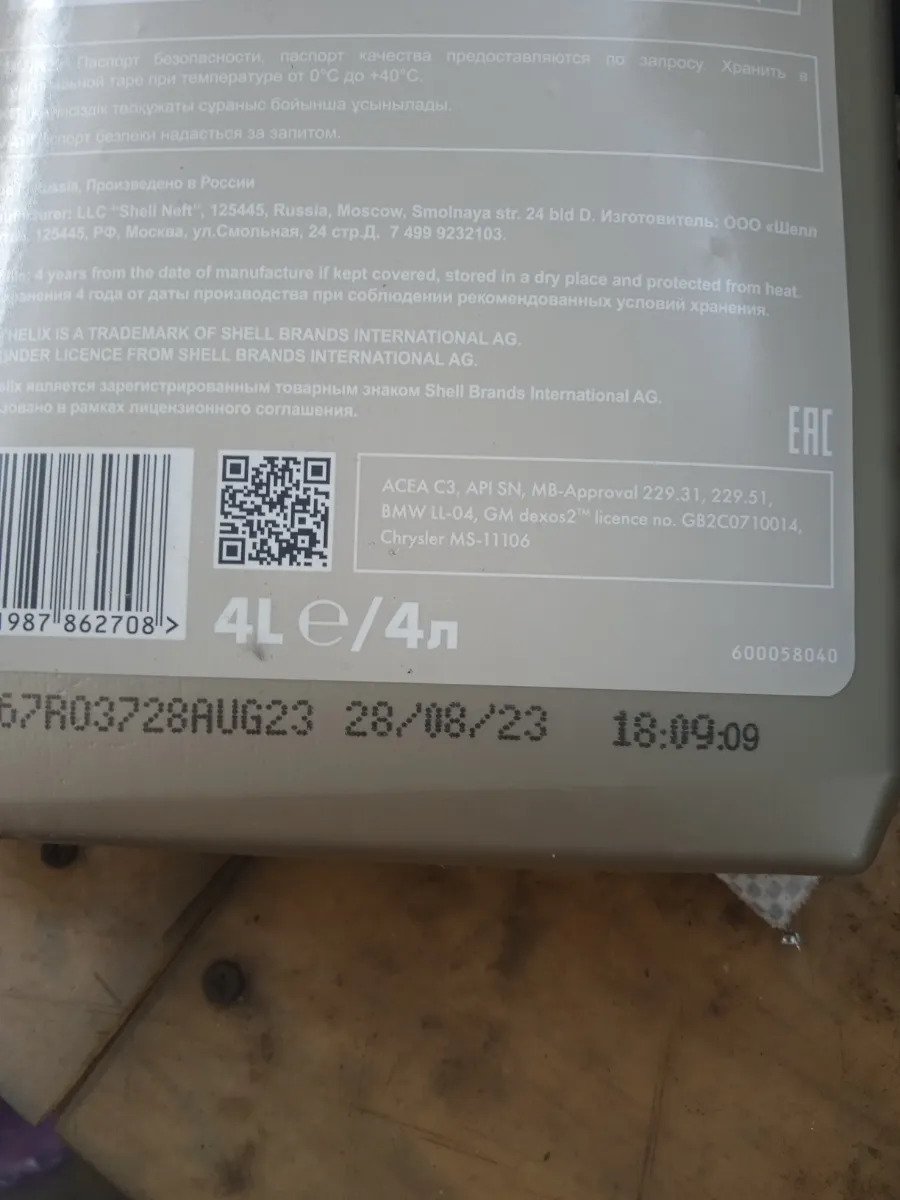 Паспорт безопасности, паспорт качества предоставляются по запросу. Хранить в
таре при температуре от 0°C до +40°C.
төлқұжаты сұраныс бойынша ұсынылады.
безпеки надається за запитом.
Russia, Произведено в России
LLC "Shell Neft", 125445, Russia, Moscow, Smolnaya str. 24 bld D. Изготовитель: ООО «Шелл
125445, РФ, Москва, ул.Смольная, 24 стр.Д. 7 499 9232103.
4 years from the date of manufacture if kept covered, stored in a dry place and protected from heat.
4 года от даты производства при соблюдении рекомендованных условий хранения.
HELIX IS A TRADEMARK OF SHELL BRANDS INTERNATIONAL AG.
UNDER LICENCE FROM SHELL BRANDS INTERNATIONAL AG.
является зарегистрированным товарным знаком Shell Brands International AG.
в рамках лицензионного соглашения.
EAC
ACEA C3, API SN, MB-Approval 229.31, 229.51,
BMW LL-04, GM dexos2™ licence no. GB2C0710014,
Chrysler MS-11106
987 862708 >
4L e/4л
600058040
67R03728AUG23 28/08/23 18:09:09